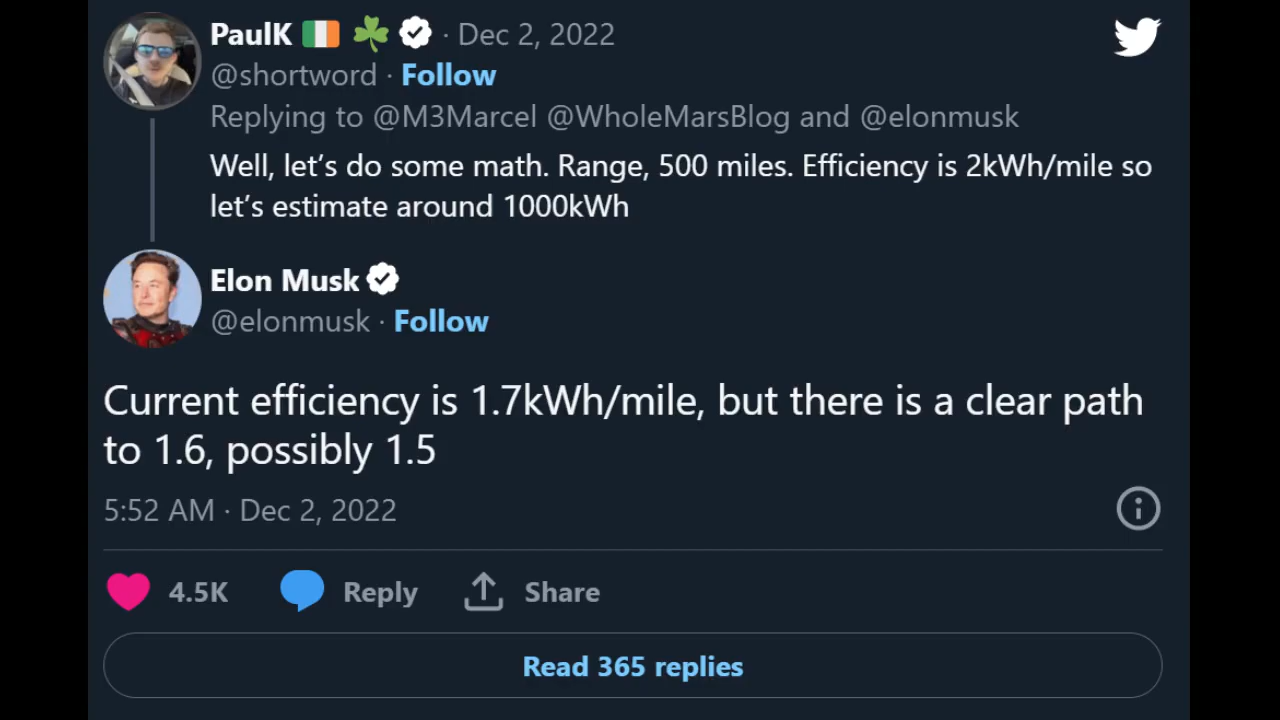 PaulK 🇮🇪 ☘️ · Dec 2, 2022
@shortword · Follow
Replying to @M3Marcel @WholeMarsBlog and @elonmusk
Well, let’s do some math. Range, 500 miles. Efficiency is 2kWh/mile so
let’s estimate around 1000kWh
Elon Musk
@elonmusk · Follow
Current efficiency is 1.7kWh/mile, but there is a clear path
to 1.6, possibly 1.5
5:52 AM · Dec 2, 2022
4.5K Reply Share
Read 365 replies